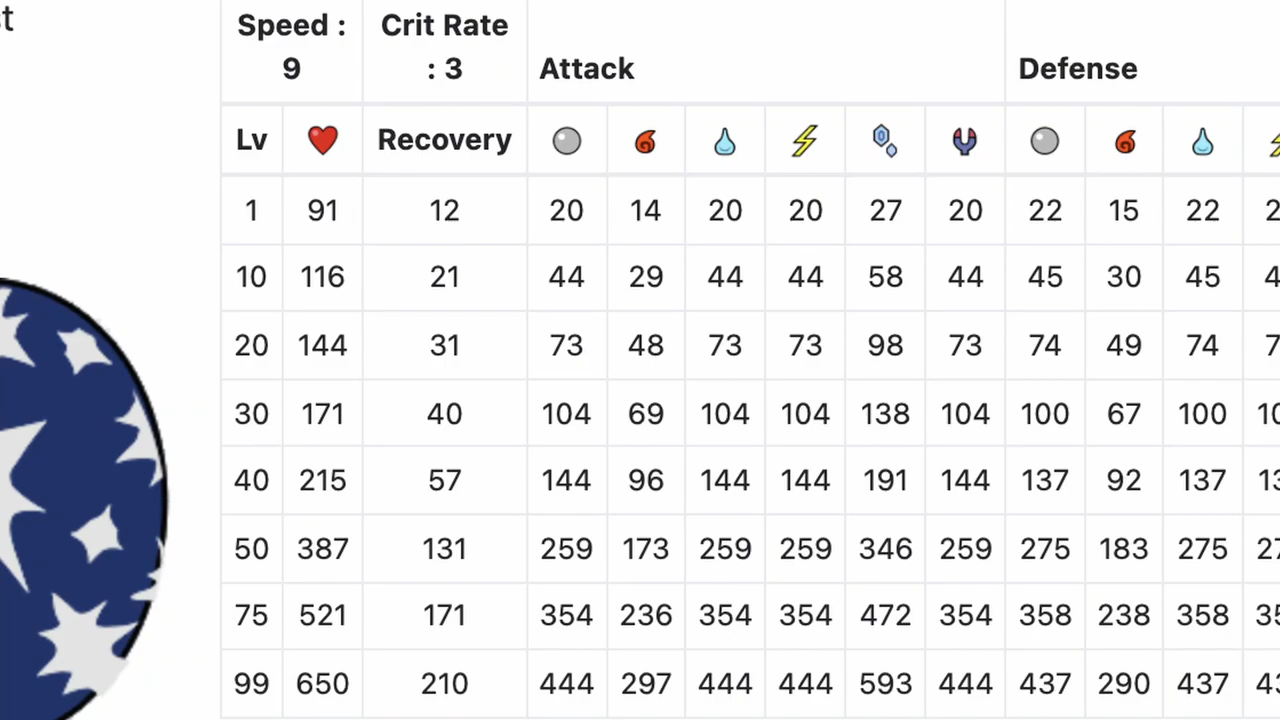 Speed :
9
Crit Rate
: 3
Attack
Defense
Lv Recovery
1 91 12 20 14 20 20 27 20 22 15 22
10 116 21 44 29 44 44 58 44 45 30 45
20 144 31 73 48 73 73 98 73 74 49 74
30 171 40 104 69 104 104 138 104 100 67 100
40 215 57 144 96 144 144 191 144 137 92 137
50 387 131 259 173 259 259 346 259 275 183 275
75 521 171 354 236 354 354 472 354 358 238 358
99 650 210 444 297 444 444 593 444 437 290 437